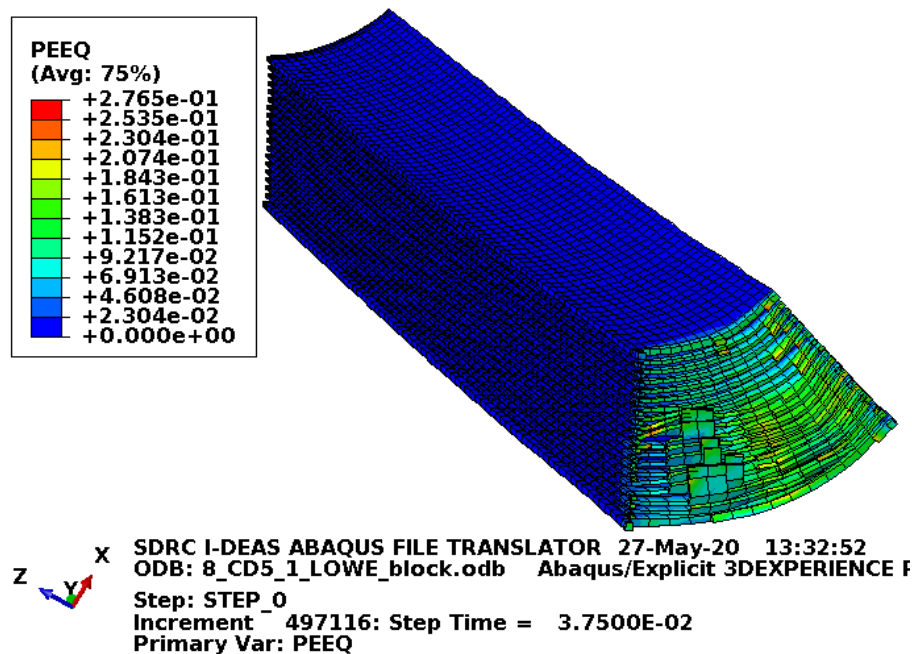 PEEQ
(Avg: 75%)
+2.765e-01
+2.535e-01
+2.304e-01
+2.074e-01
+1.843e-01
+1.613e-01
+1.383e-01
+1.152e-01
+9.217e-02
+6.913e-02
+4.608e-02
+2.304e-02
+0.000e+00
Z
Y
X
SDRC I-DEAS ABAQUS FILE TRANSLATOR 27-May-20 13:32:52
ODB: 8_CD5_1_LOWE_block.odb Abaqus/Explicit 3DEXPERIENCE
Step: STEP_0
Increment 497116: Step Time = 3.7500E-02
Primary Var: PEEQ